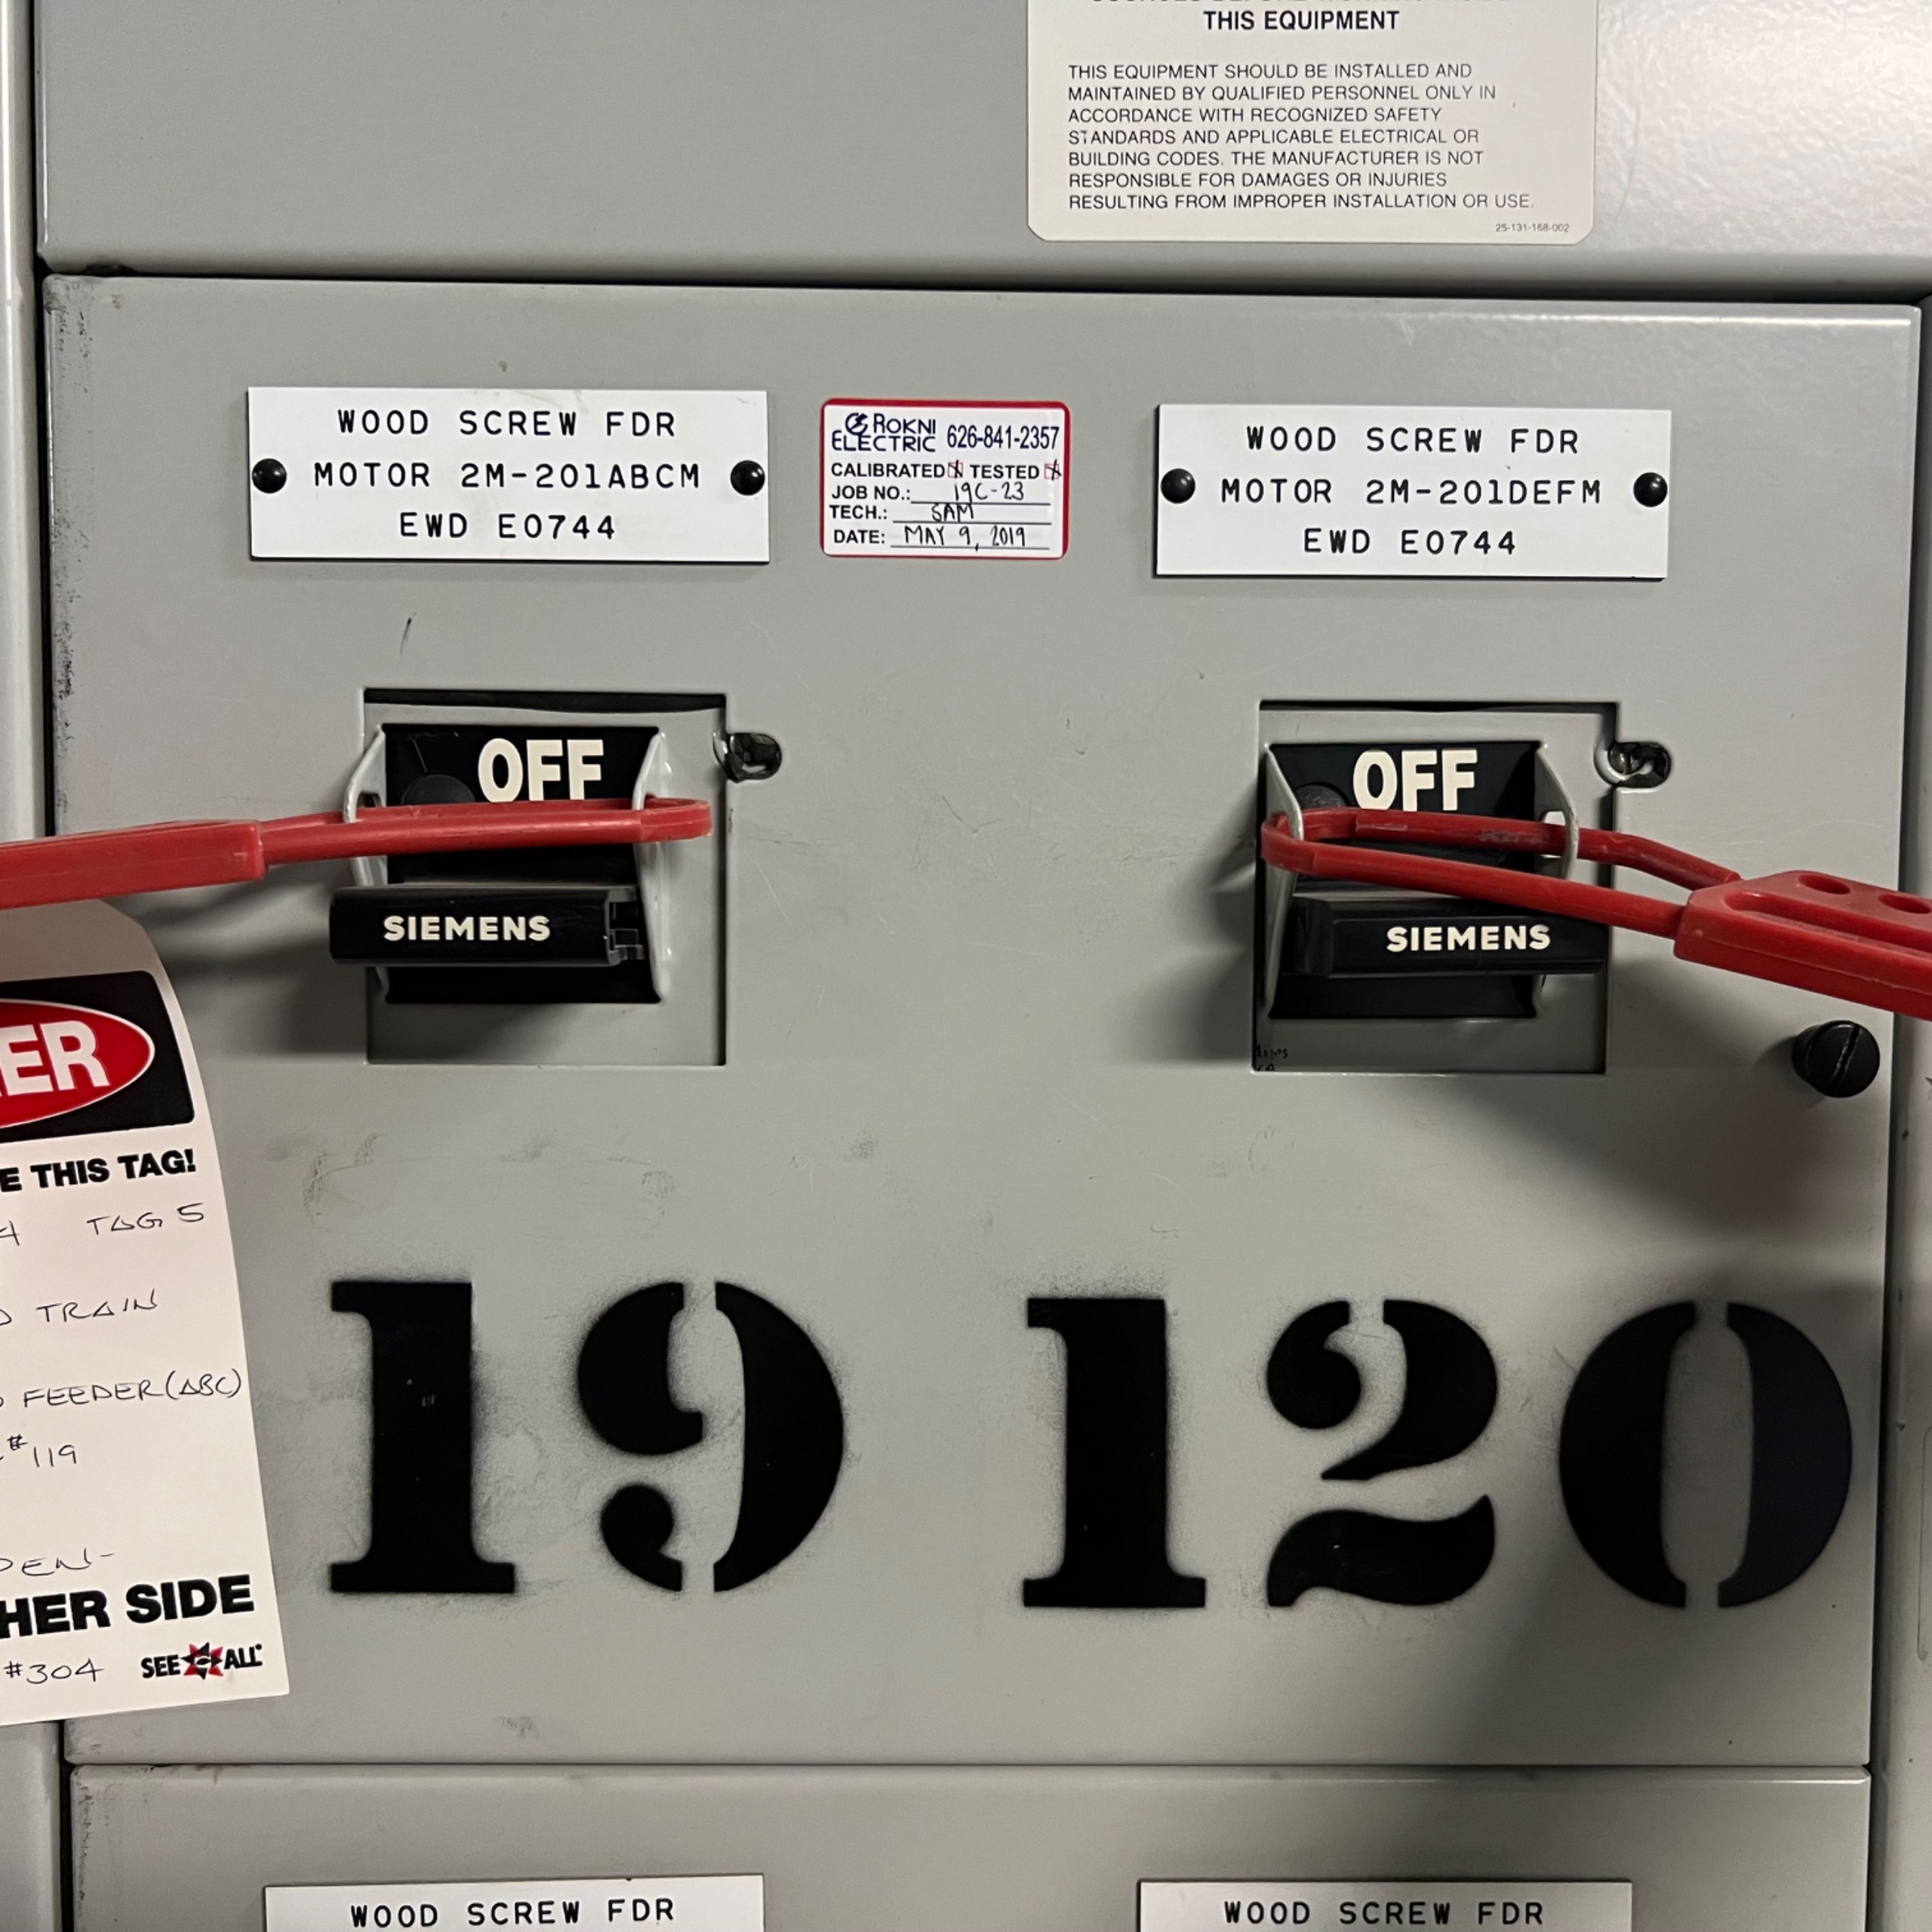 THIS EQUIPMENT
THIS EQUIPMENT SHOULD BE INSTALLED AND
MAINTAINED BY QUALIFIED PERSONNEL ONLY IN
ACCORDANCE WITH RECOGNIZED SAFETY
STANDARDS AND APPLICABLE ELECTRICAL OR
BUILDING CODES. THE MANUFACTURER IS NOT
RESPONSIBLE FOR DAMAGES OR INJURIES
RESULTING FROM IMPROPER INSTALLATION OR USE.
25-131-168-002
WOOD SCREW FDR
MOTOR 2M-201ABCM
EWD E0744
ROKNI
ELECTRIC 626-841-2357
CALIBRATED TESTED
JOB NO.: 19C-23
TECH.: SAM
DATE: MAY 9, 2019
WOOD SCREW FDR
MOTOR 2M-201DEFM
EWD E0744
OFF
SIEMENS
OFF
SIEMENS
THIS TAG!
TAG 5
TRAIN
FEEDER(ABC)
#119
SIDE
#304 SEE ALL
19 120
WOOD SCREW FDR
WOOD SCREW FDR